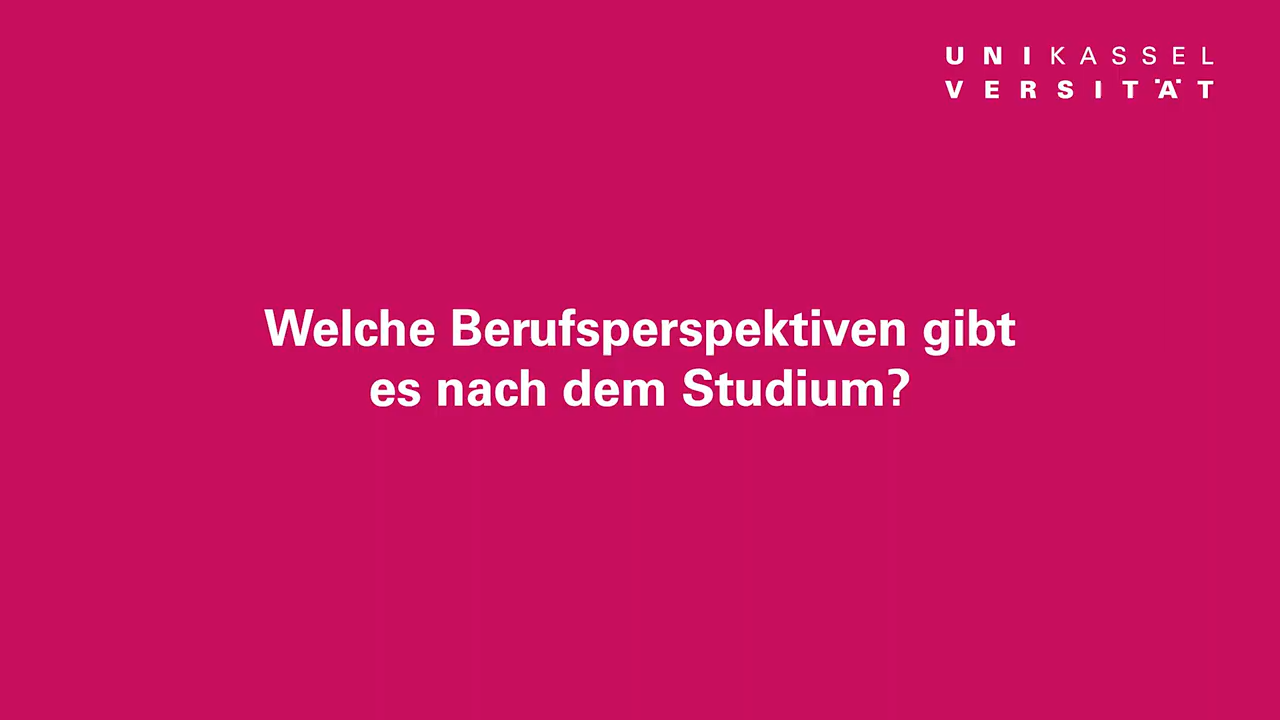 UNIKASSEL
VERSITÄT
Welche Berufsperspektiven gibt
es nach dem Studium?